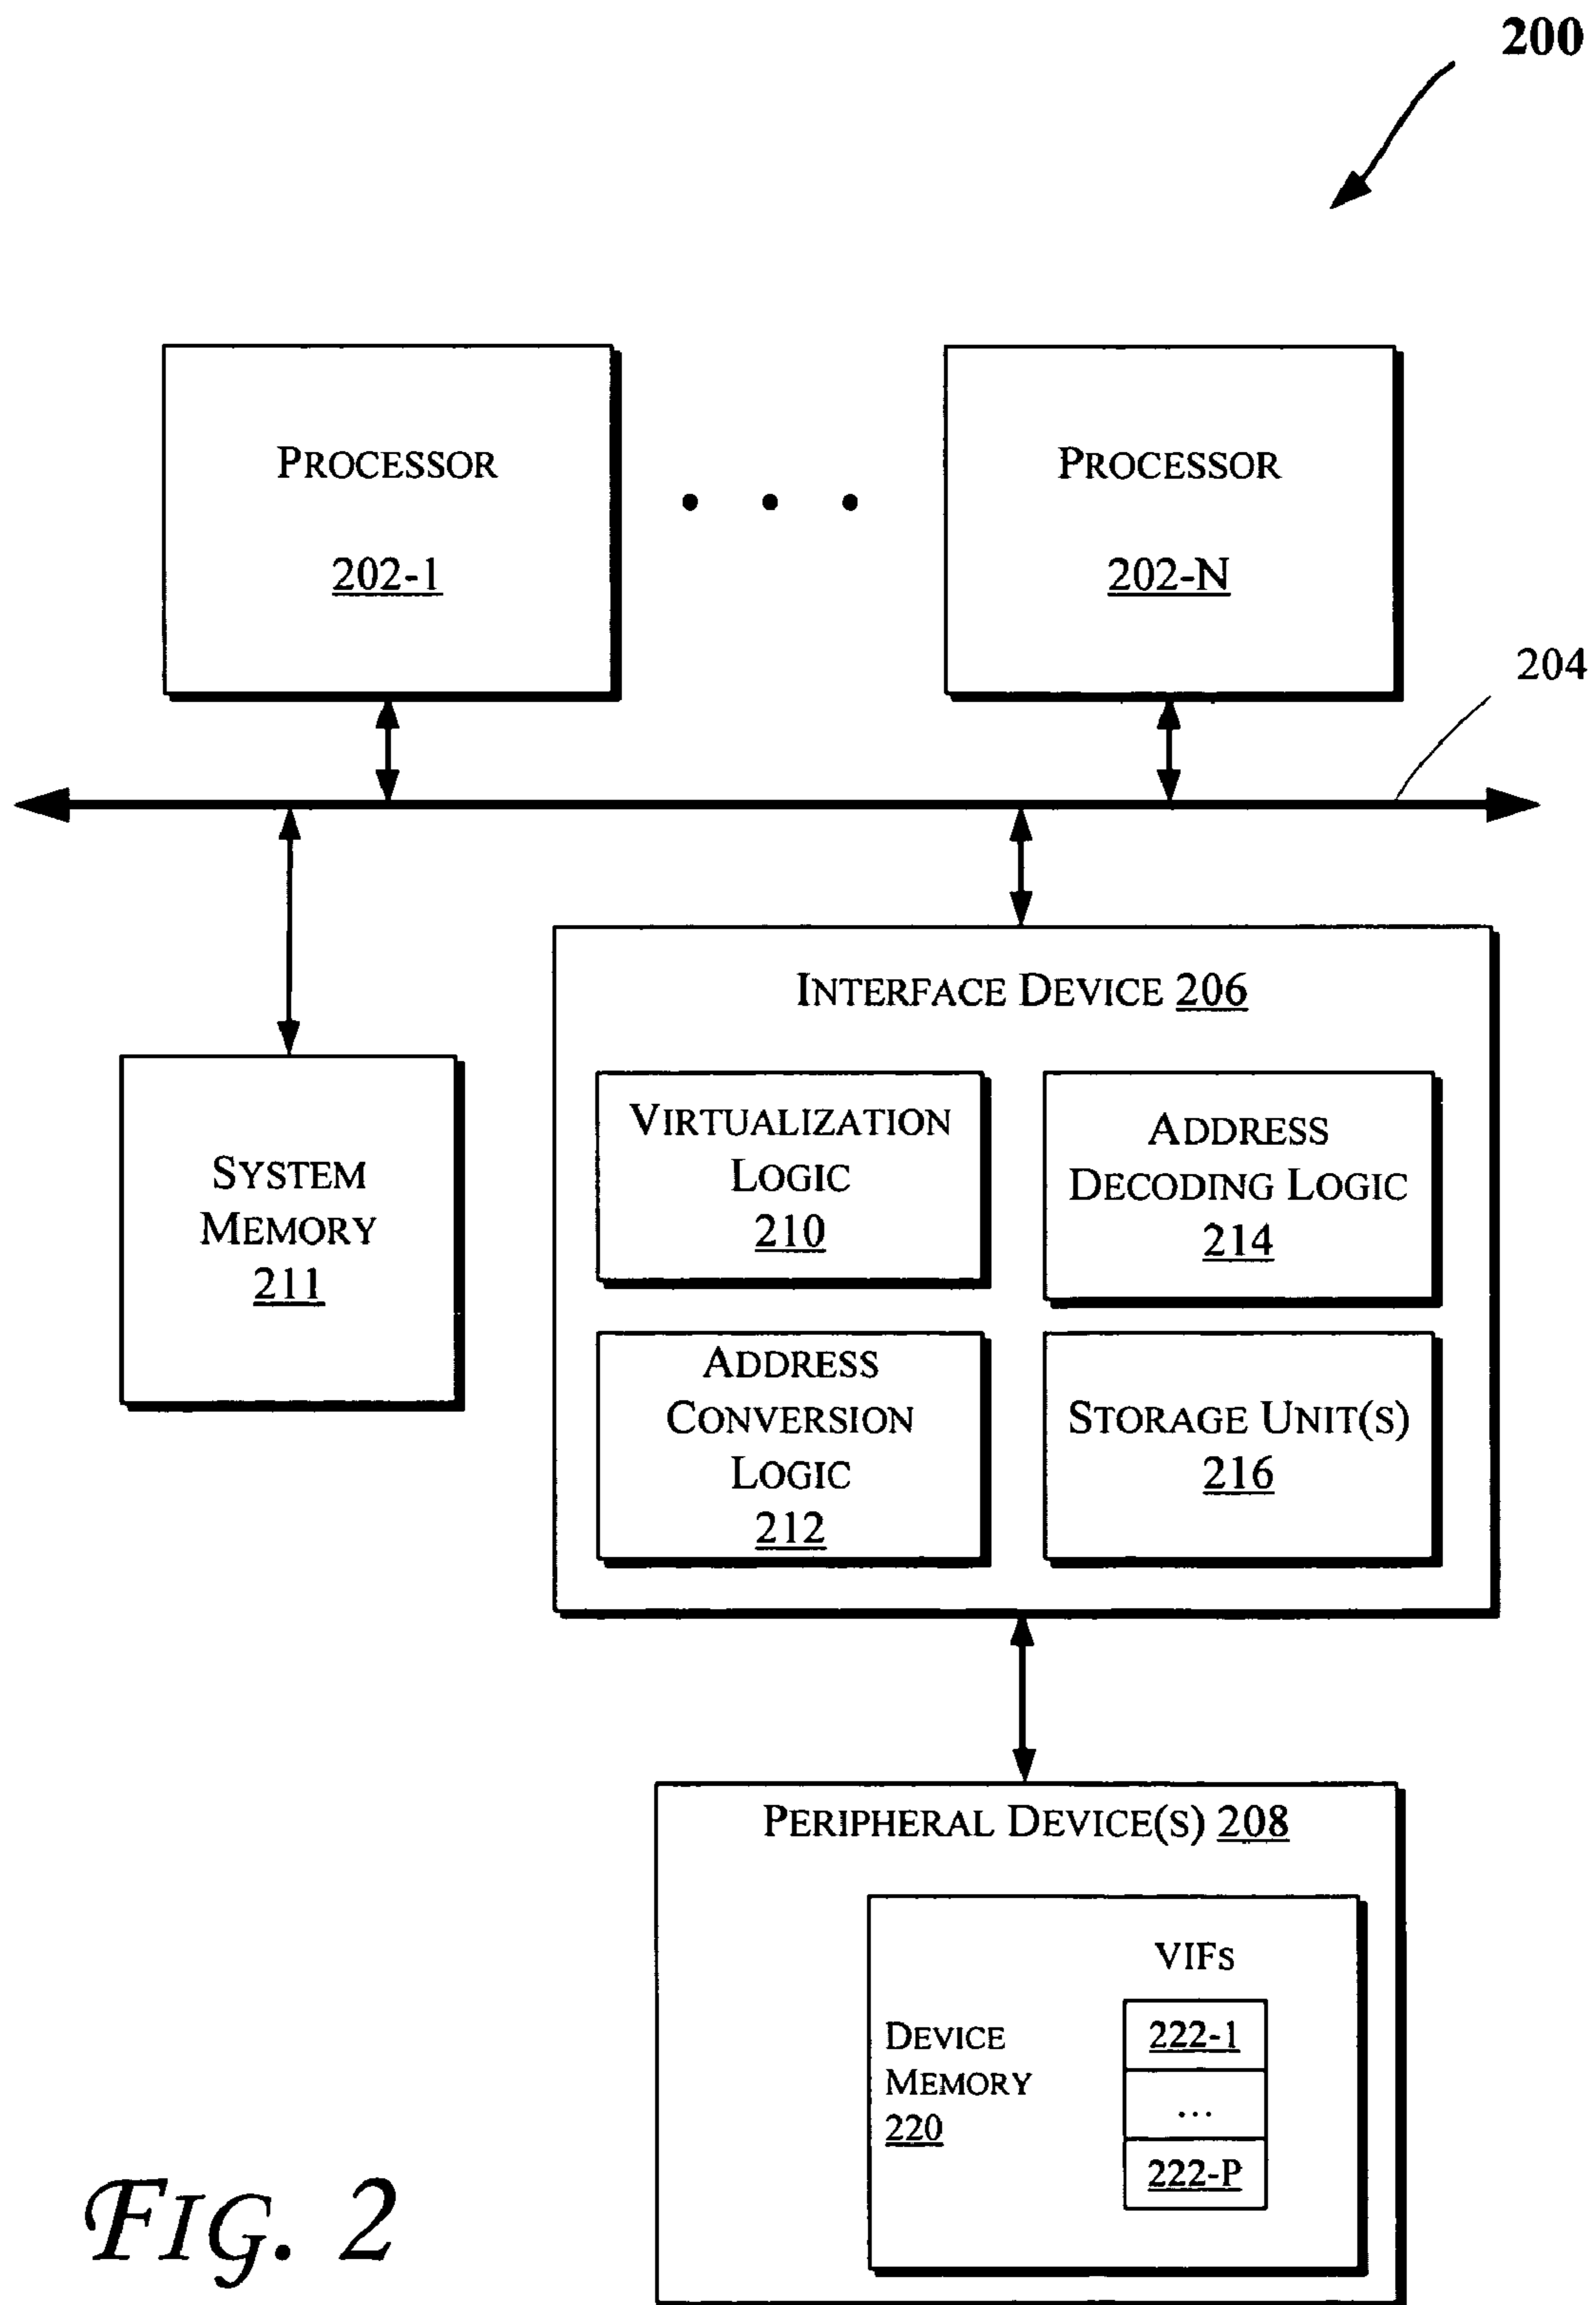 200
PROCESSOR
202-1
. . .
PROCESSOR
202-N
204
SYSTEM
MEMORY
211
INTERFACE DEVICE 206
VIRTUALIZATION
LOGIC
210
ADDRESS
DECODING LOGIC
214
ADDRESS
CONVERSION
LOGIC
212
STORAGE UNIT(S)
216
PERIPHERAL DEVICE(S) 208
DEVICE
MEMORY
220
VIFS
222-1
...
222-P
FIG. 2